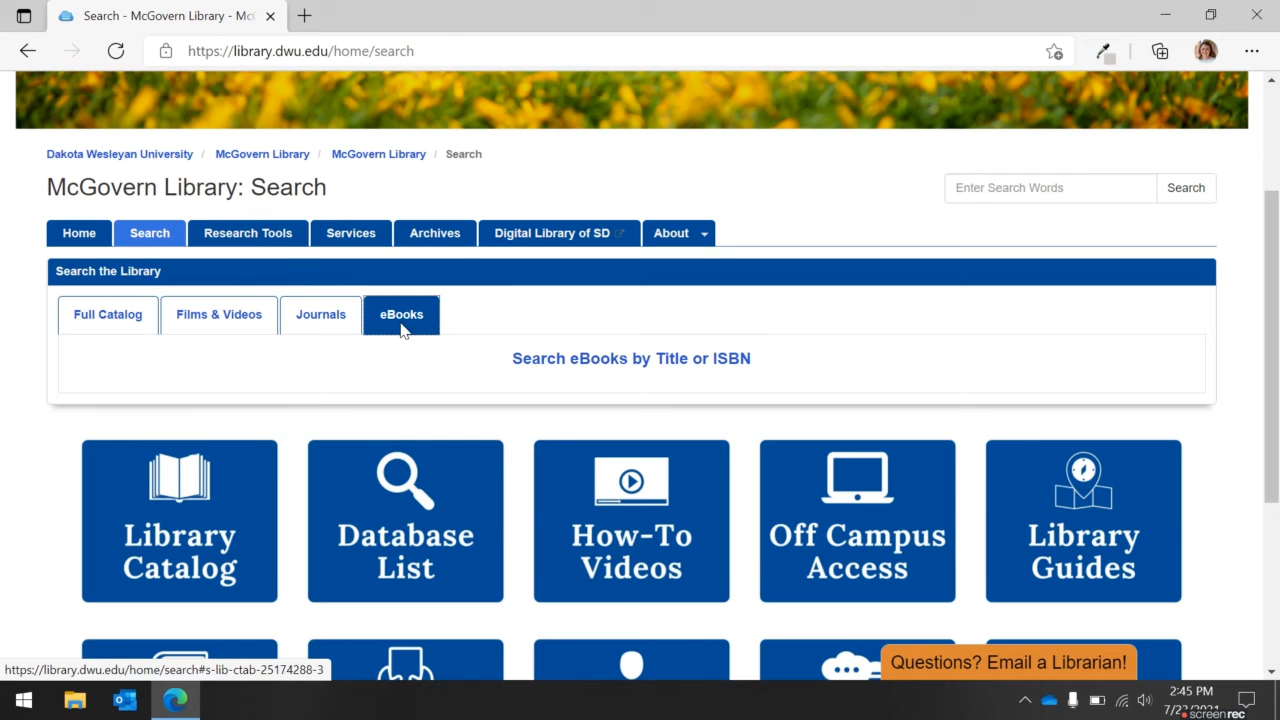 Search - McGovern Library - Mc
https://library.dwu.edu/home/search
Dakota Wesleyan University / McGovern Library / McGovern Library / Search
McGovern Library: Search
Enter Search Words
Search
Home
Search
Research Tools
Services
Archives
Digital Library of SD
About
Search the Library
Full Catalog
Films & Videos
Journals
eBooks
Search eBooks by Title or ISBN
Library
Catalog
Database
List
How-To
Videos
Off Campus
Access
Library
Guides
Questions? Email a Librarian!
https://library.dwu.edu/home/search#s-lib-ctab-25174288-3
2:45 PM
screenrec